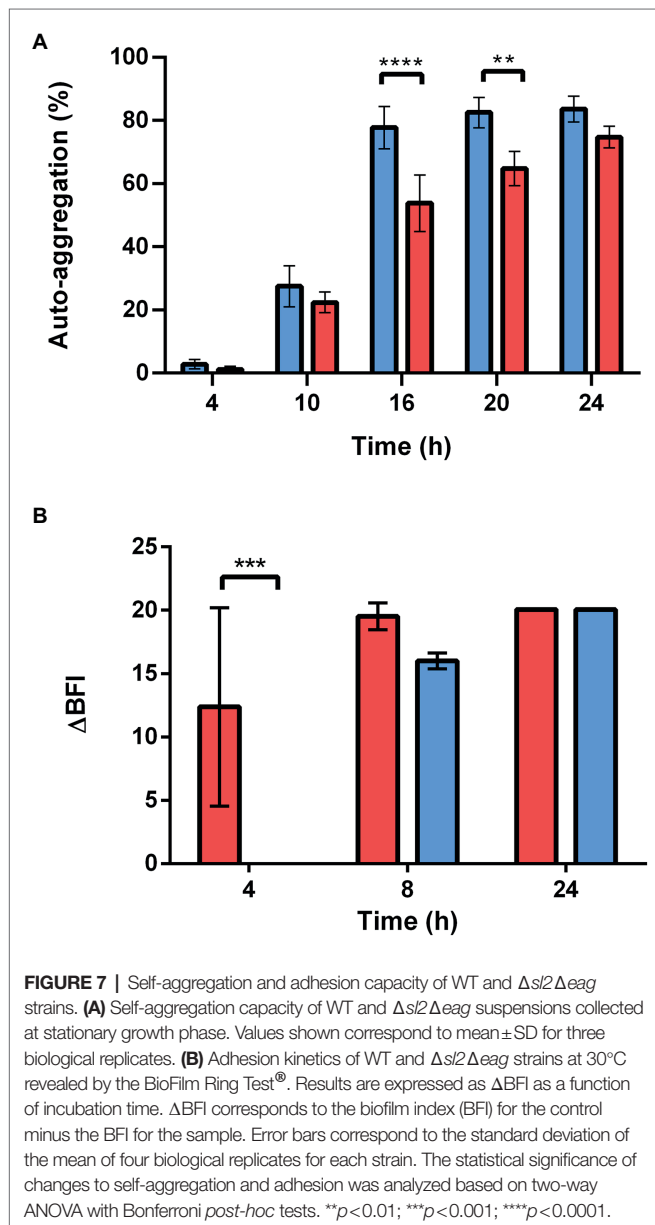 A
****
**
100
80
60
40
20
0
Auto-aggregation (%)
4 10 16 20 24
Time (h)
B
***
25
20
15
10
5
0
ΔBFI
4 8 24
Time (h)
FIGURE 7 | Self-aggregation and adhesion capacity of WT and Δsl2Δeag
strains. (A) Self-aggregation capacity of WT and Δsl2Δeag suspensions collected
at stationary growth phase. Values shown correspond to mean±SD for three
biological replicates. (B) Adhesion kinetics of WT and Δsl2Δeag strains at 30°C
revealed by the BioFilm Ring Test®. Results are expressed as ΔBFI as a function
of incubation time. ΔBFI corresponds to the biofilm index (BFI) for the control
minus the BFI for the sample. Error bars correspond to the standard deviation of
the mean of four biological replicates for each strain. The statistical significance of
changes to self-aggregation and adhesion was analyzed based on two-way
ANOVA with Bonferroni post-hoc tests. **p<0.01; ***p<0.001; ****p<0.0001.